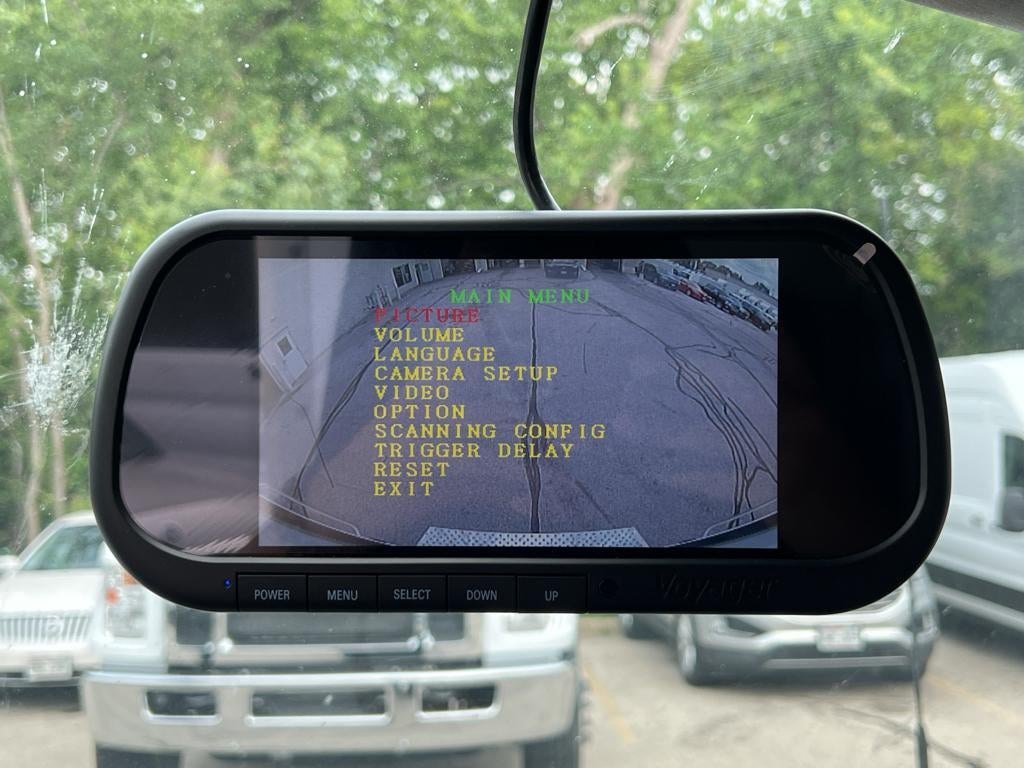 MAIN MENU
PICTURE
VOLUME
LANGUAGE
CAMERA SETUP
VIDEO
OPTION
SCANNING CONFIG
TRIGGER DELAY
RESET
EXIT
POWER MENU SELECT DOWN UP
Voyager